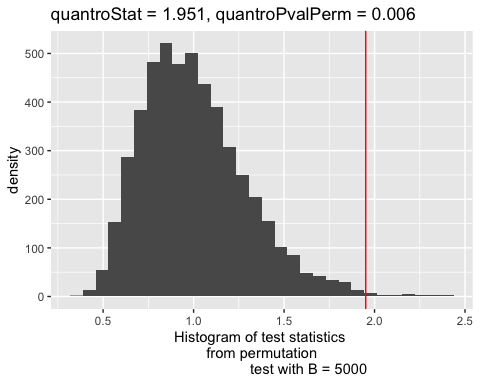 quantroStat = 1.951, quantroPvalPerm = 0.006
density
500
400
300
200
100
0
0.5 1.0 1.5 2.0 2.5
Histogram of test statistics
from permutation
test with B = 5000